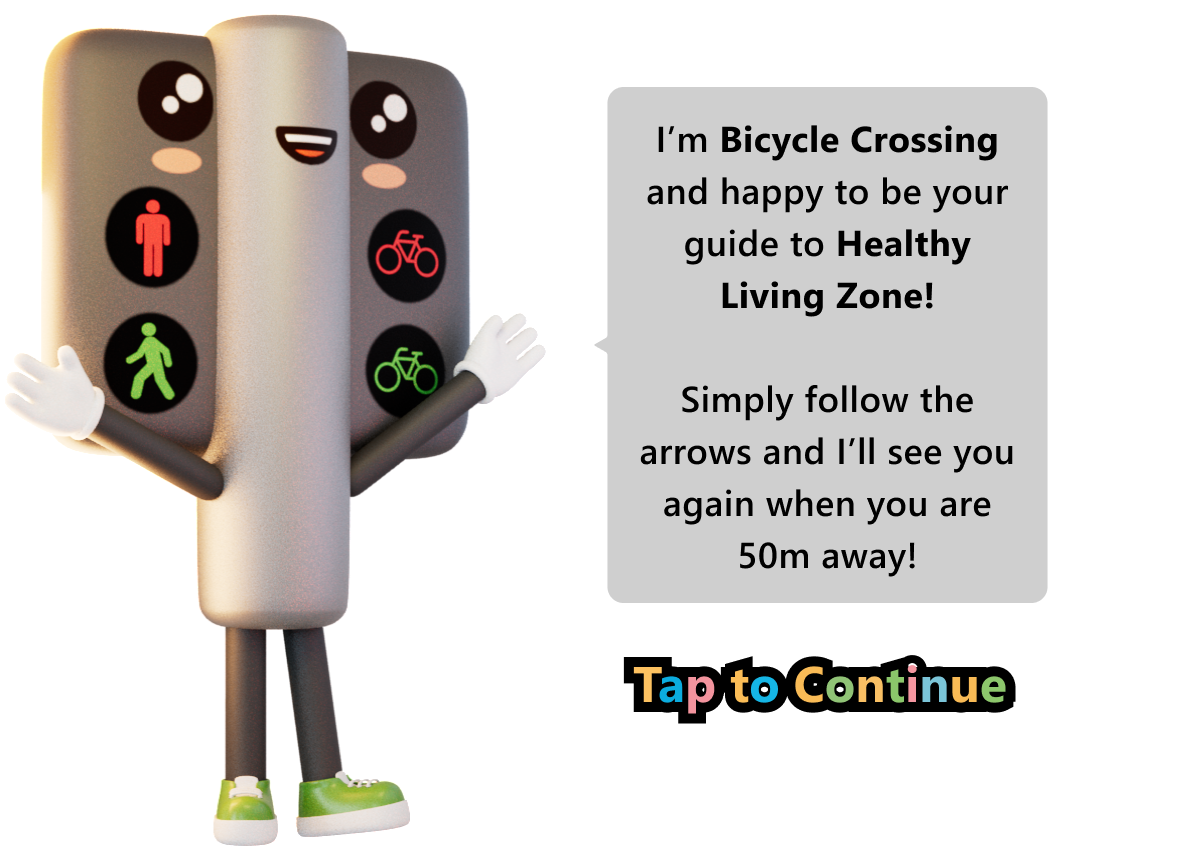 I’m Bicycle Crossing
and happy to be your
guide to Healthy
Living Zone!
Simply follow the
arrows and I’ll see you
again when you are
50m away!
Tap to Continue